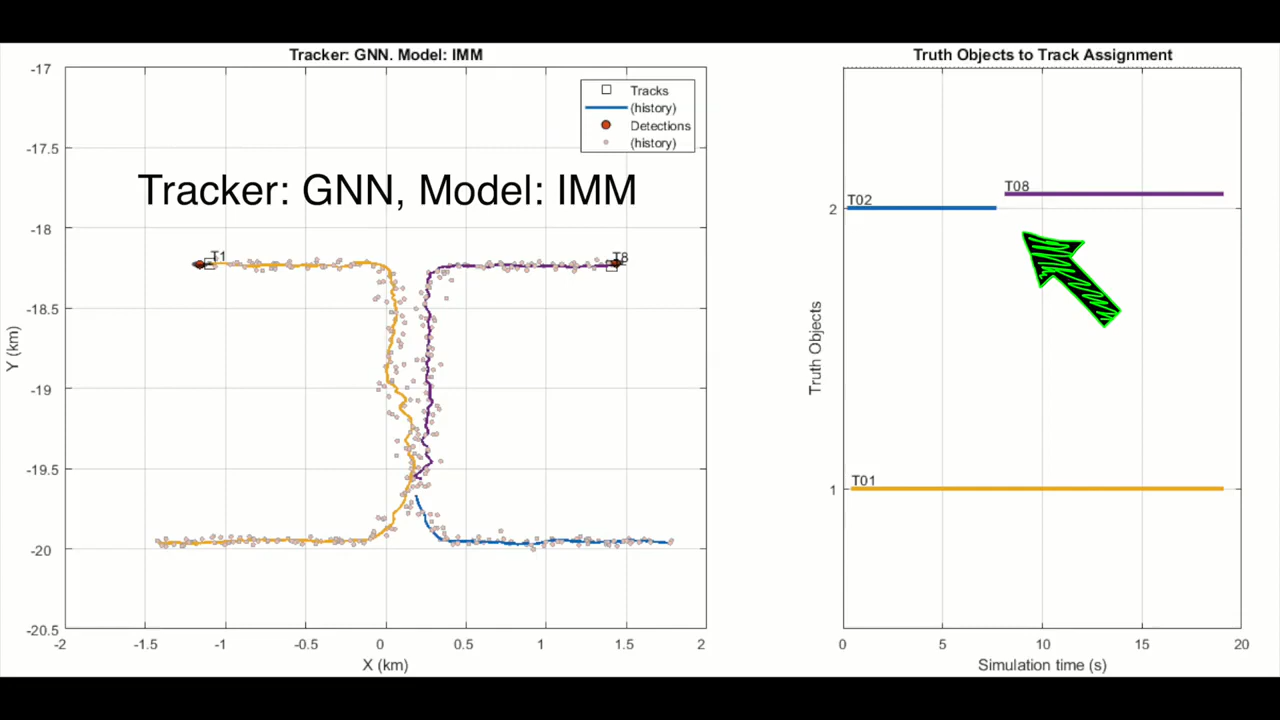 Tracker: GNN. Model: IMM
-17
-17.5
-18
-18.5
-19
-19.5
-20
-20.5
Y (km)
-2
-1.5
-1
-0.5
0
0.5
1
1.5
2
X (km)
Tracks
(history)
Detections
(history)
Tracker: GNN, Model: IMM
T1
T8
Truth Objects to Track Assignment
T08
T02
2
T01
1
Truth Objects
0
5
10
15
20
Simulation time (s)